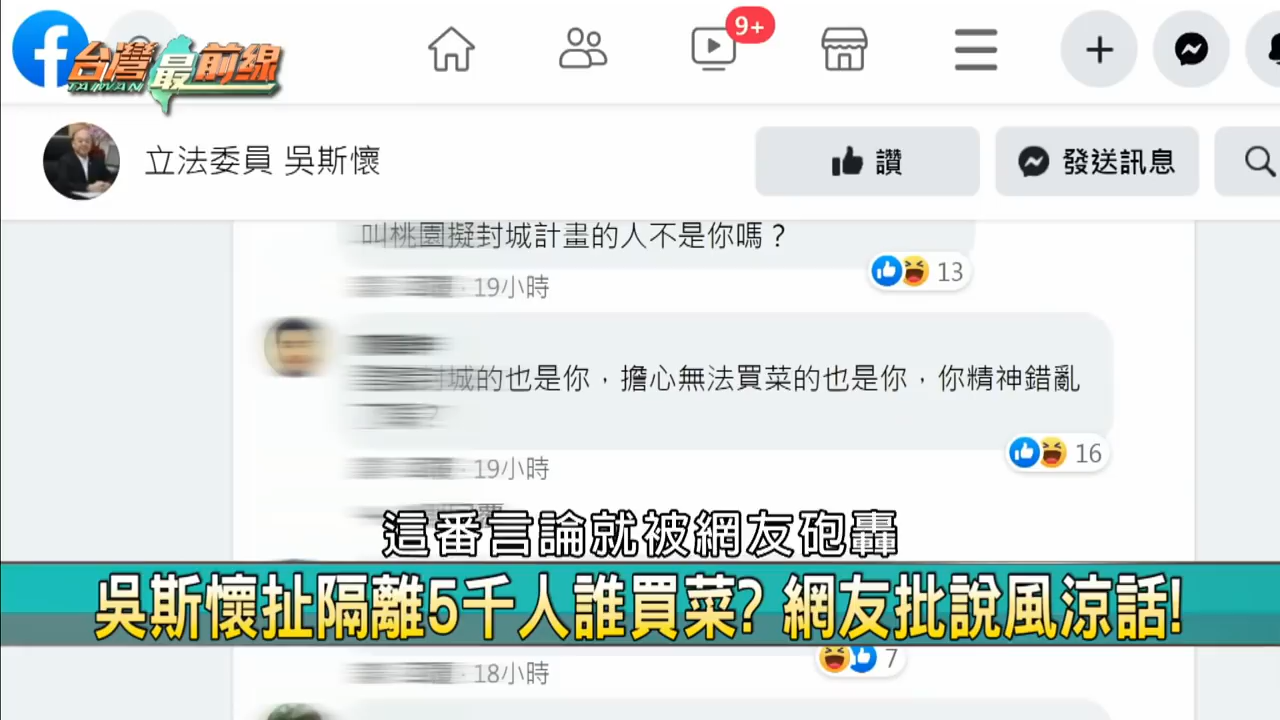 台灣最前線
TAIWAN
9+
立法委員 吳斯懷
讚
發送訊息
叫桃園擬封城計畫的人不是你嗎？
13
19小時
封城的也是你，擔心無法買菜的也是你，你精神錯亂
16
19小時
這番言論就被網友砲轟
吳斯懷扯隔離5千人誰買菜? 網友批說風涼話!
7
18小時